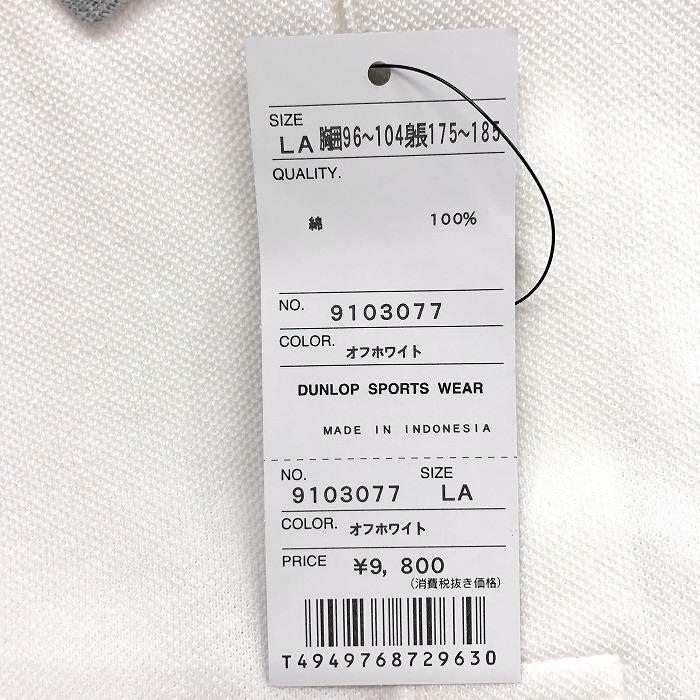 SIZE
LA 胸囲96～104身長175～185
QUALITY.
綿 100%
NO. 9103077
COLOR. オフホワイト
DUNLOP SPORTS WEAR
MADE IN INDONESIA
NO. SIZE
9103077 LA
COLOR. オフホワイト
PRICE ¥9,800
(消費税抜き価格)
T4949768729630